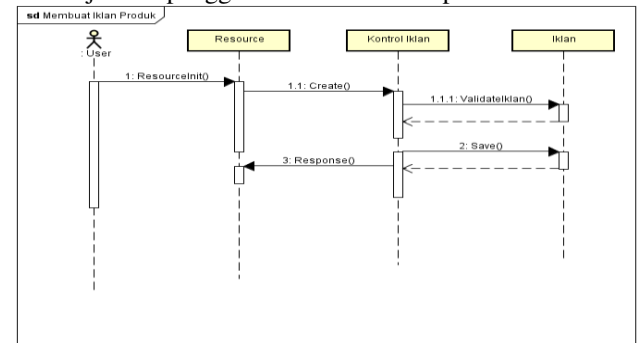 sd Membuat Iklan Produk
: User
Resource
Kontrol Iklan
Iklan
1: ResourceInit()
1.1: Create()
1.1.1: ValidateIklan()
2: Save()
3: Response()